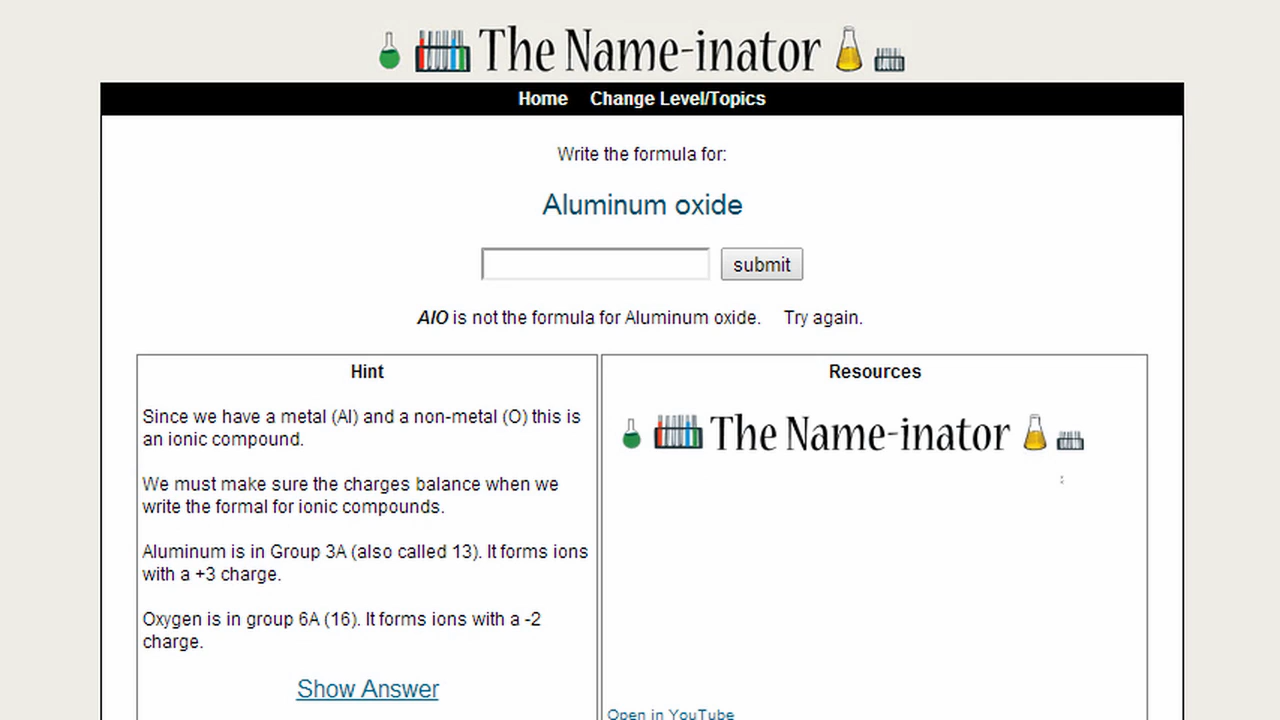 The Name-inator
Home Change Level/Topics
Write the formula for:
Aluminum oxide
submit
AlO is not the formula for Aluminum oxide. Try again.
Hint
Since we have a metal (Al) and a non-metal (O) this is
an ionic compound.
We must make sure the charges balance when we
write the formal for ionic compounds.
Aluminum is in Group 3A (also called 13). It forms ions
with a +3 charge.
Oxygen is in group 6A (16). It forms ions with a -2
charge.
Show Answer
Resources
The Name-inator
Open in YouTube